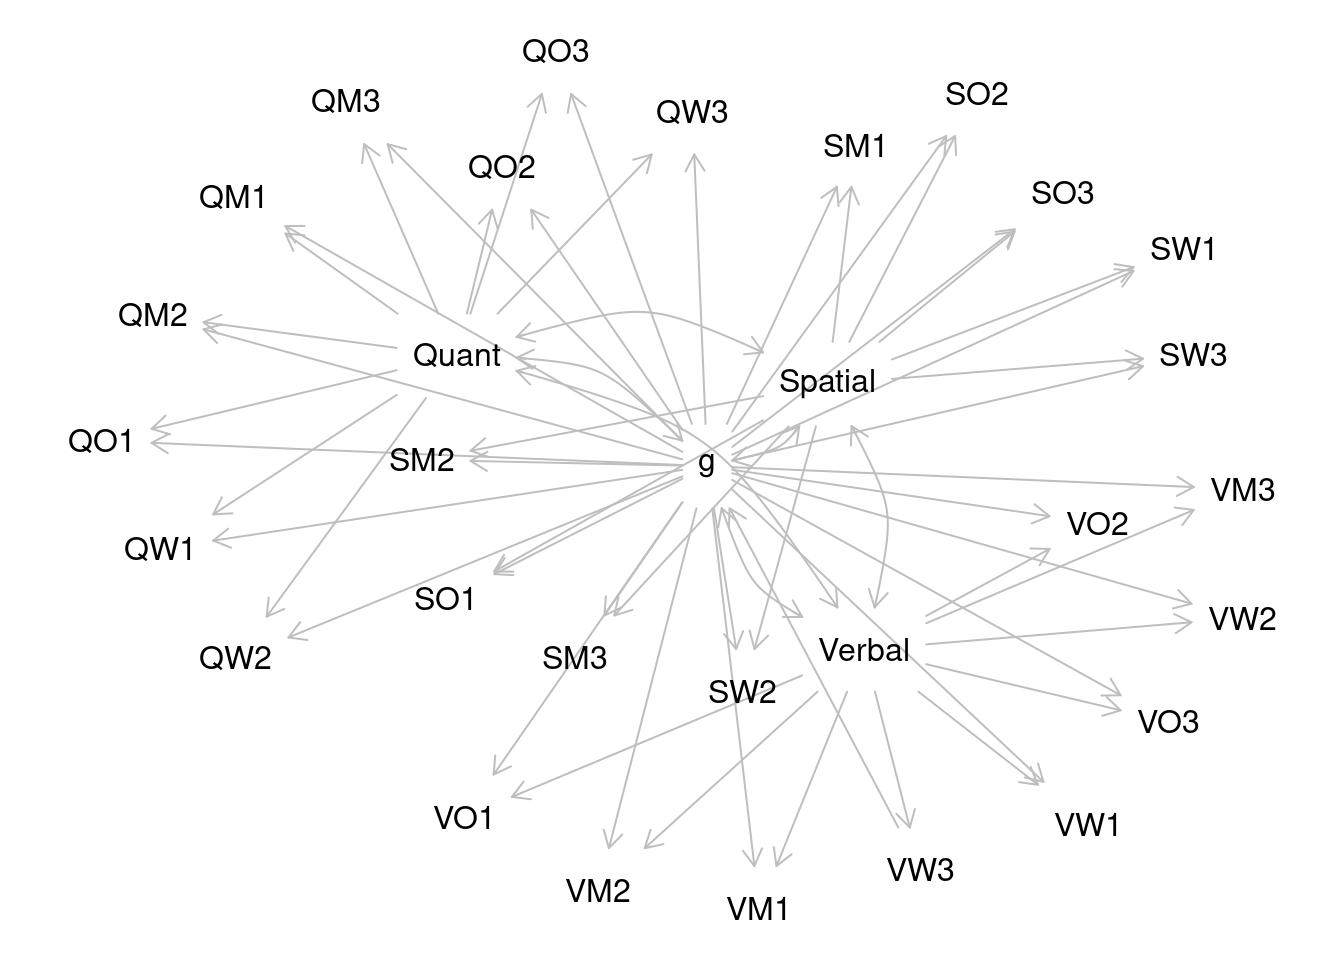 QO3
QM3
SO2
QW3
SM1
QO2
SO3
QM1
SW1
QM2
Quant
SW3
Spatial
QO1
SM2
g
VM3
VO2
QW1
SO1
VW2
Verbal
QW2
SM3
SW2
VO3
VO1
VW1
VW3
VM2
VM1